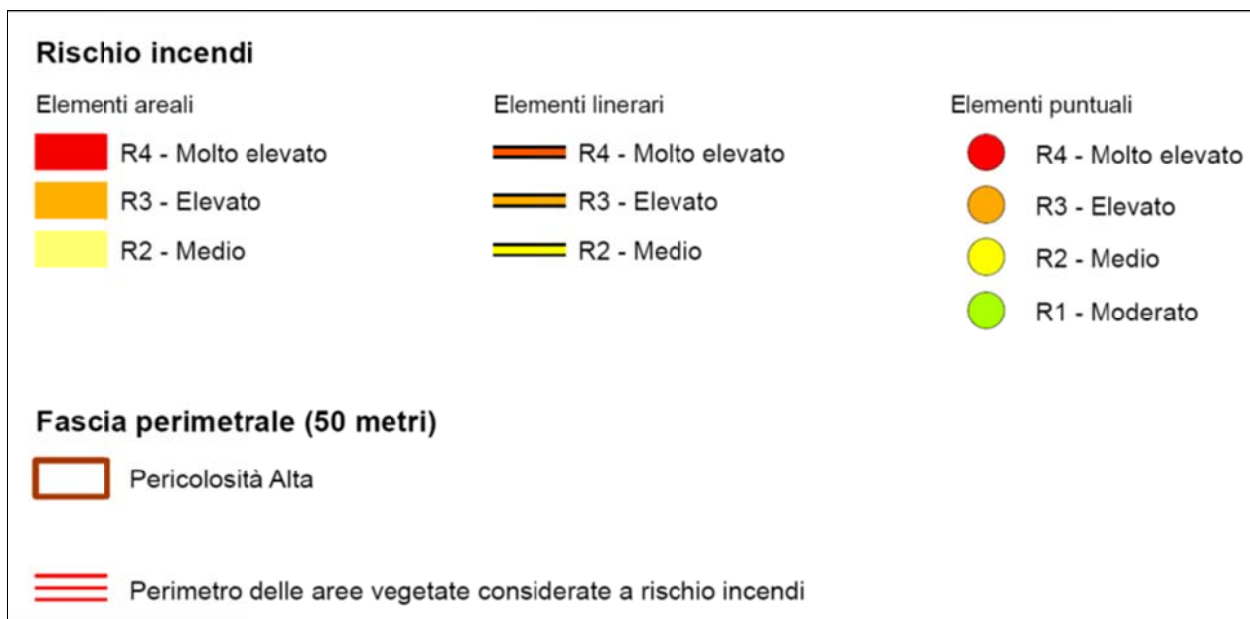 Rischio incendi
Elementi areali
R4 - Molto elevato
R3 - Elevato
R2 - Medio
Elementi linerari
R4 - Molto elevato
R3 - Elevato
R2 - Medio
Elementi puntuali
R4 - Molto elevato
R3 - Elevato
R2 - Medio
R1 - Moderato
Fascia perimetrale (50 metri)
Pericolosità Alta
Perimetro delle aree vegetate considerate a rischio incendi